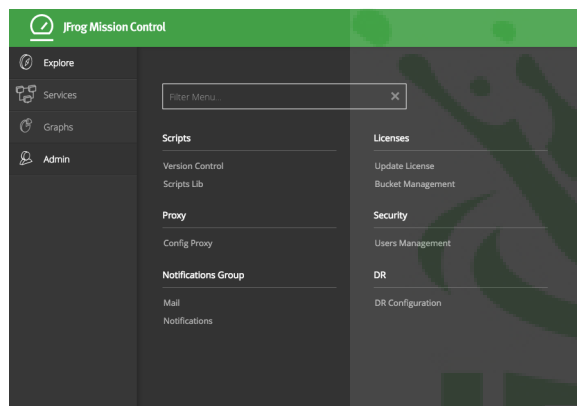 JFrog Mission Control
Explore
Services
Graphs
Admin
Filter Menu...
Scripts
Version Control
Scripts Lib
Proxy
Config Proxy
Notifications Group
Mail
Notifications
Licenses
Update License
Bucket Management
Security
Users Management
DR
DR Configuration